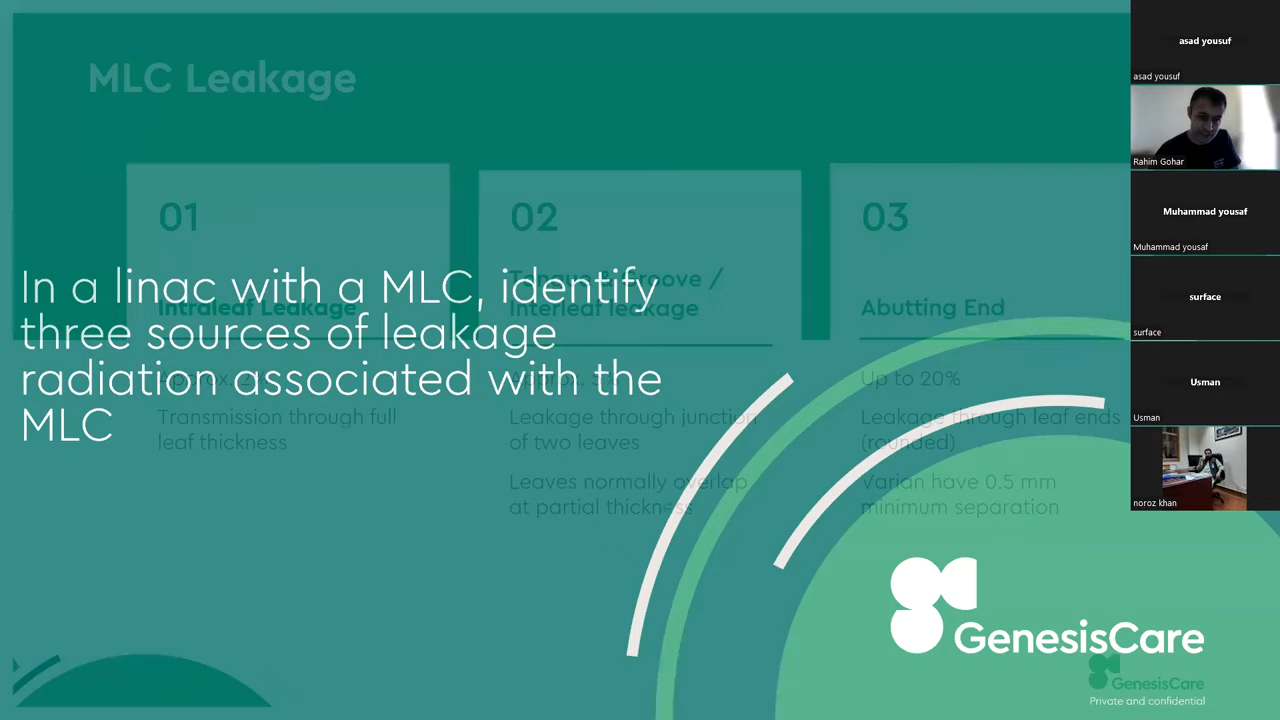 MLC Leakage
01
02
03
In a linac with a MLC, identify
three sources of leakage
radiation associated with the
MLC
Intraleaf Leakage
Tongue & Groove /
Interleaf leakage
Abutting End
Approx.
Approx.
Up to 20%
Transmission through full
leaf thickness
Leakage through junction
of two leaves
Leaves normally overlap
at partial thickness
Leakage through leaf ends
(rounded)
Varian have 0.5 mm
minimum separation
GenesisCare
GenesisCare
Private and confidential
asad yousuf
asad yousuf
Rahim Gohar
Muhammad yousaf
Muhammad yousaf
surface
surface
Usman
Usman
noroz khan